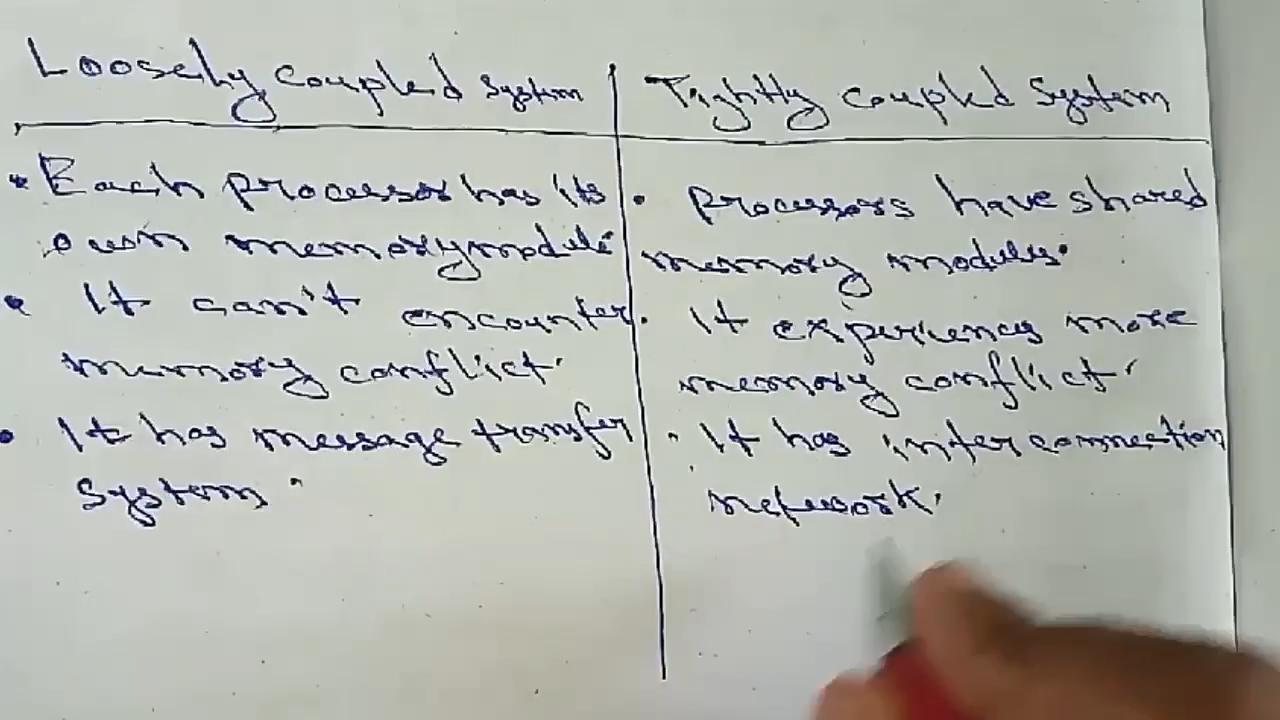 Loosely coupled system
Each processor has its
own memory module
It can't encounter
memory conflict.
It has message transfer
system.
Tightly coupled system
Processors have shared
memory modules.
It experiences more
memory conflict.
It has interconnection
network.